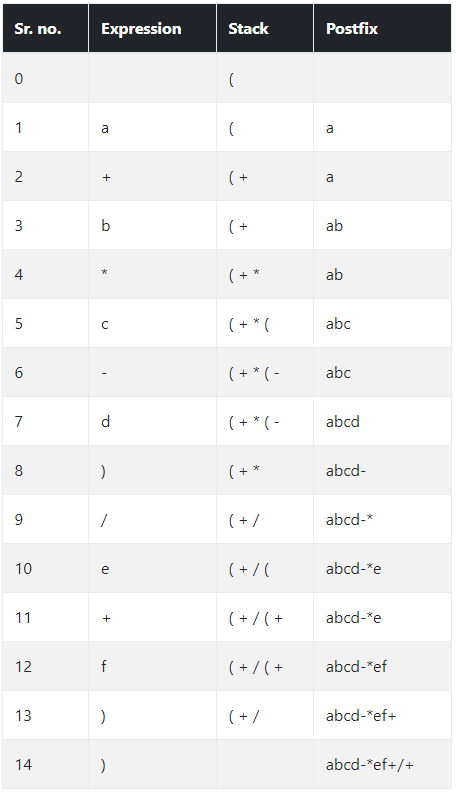 Sr. no. Expression Stack Postfix
0 (
1 a ( a
2 + ( + a
3 b ( + ab
4 * ( + * ab
5 c ( + * ( abc
6 - ( + * ( - abc
7 d ( + * ( - abcd
8 ) ( + * abcd-
9 / ( + / abcd-*
10 e ( + / ( abcd-*e
11 + ( + / ( + abcd-*e
12 f ( + / ( + abcd-*ef
13 ) ( + / abcd-*ef+
14 ) abcd-*ef+/+